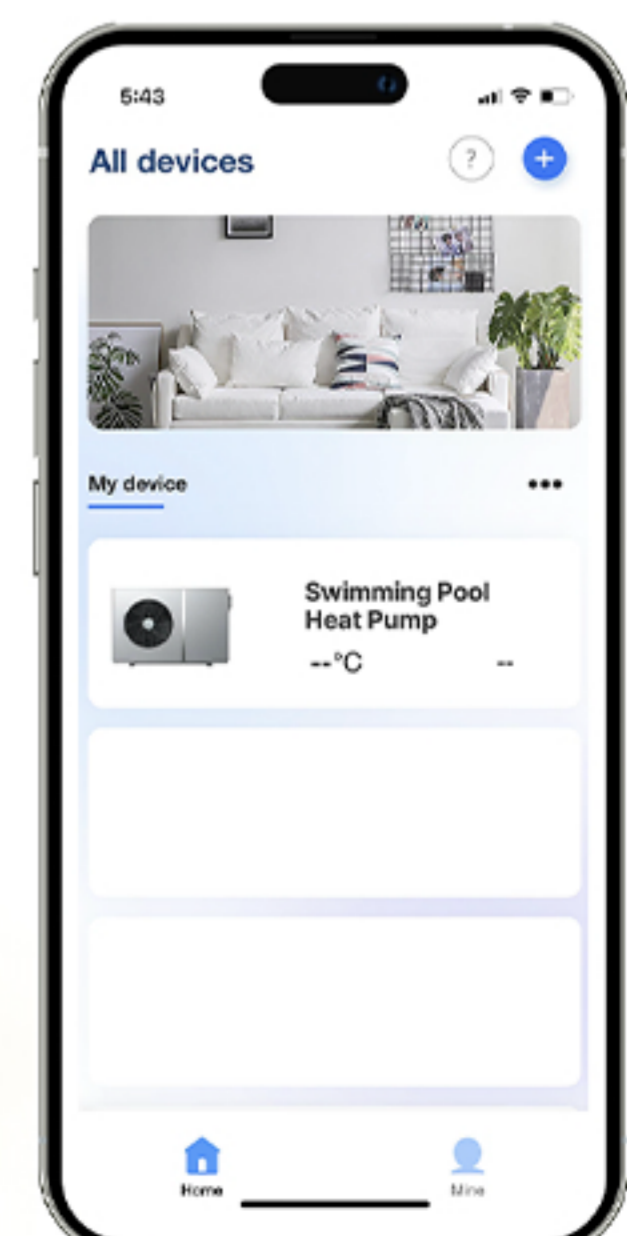 5:43
All devices
?
+
My device
•••
Swimming Pool
Heat Pump
--°C --
Home
Mine